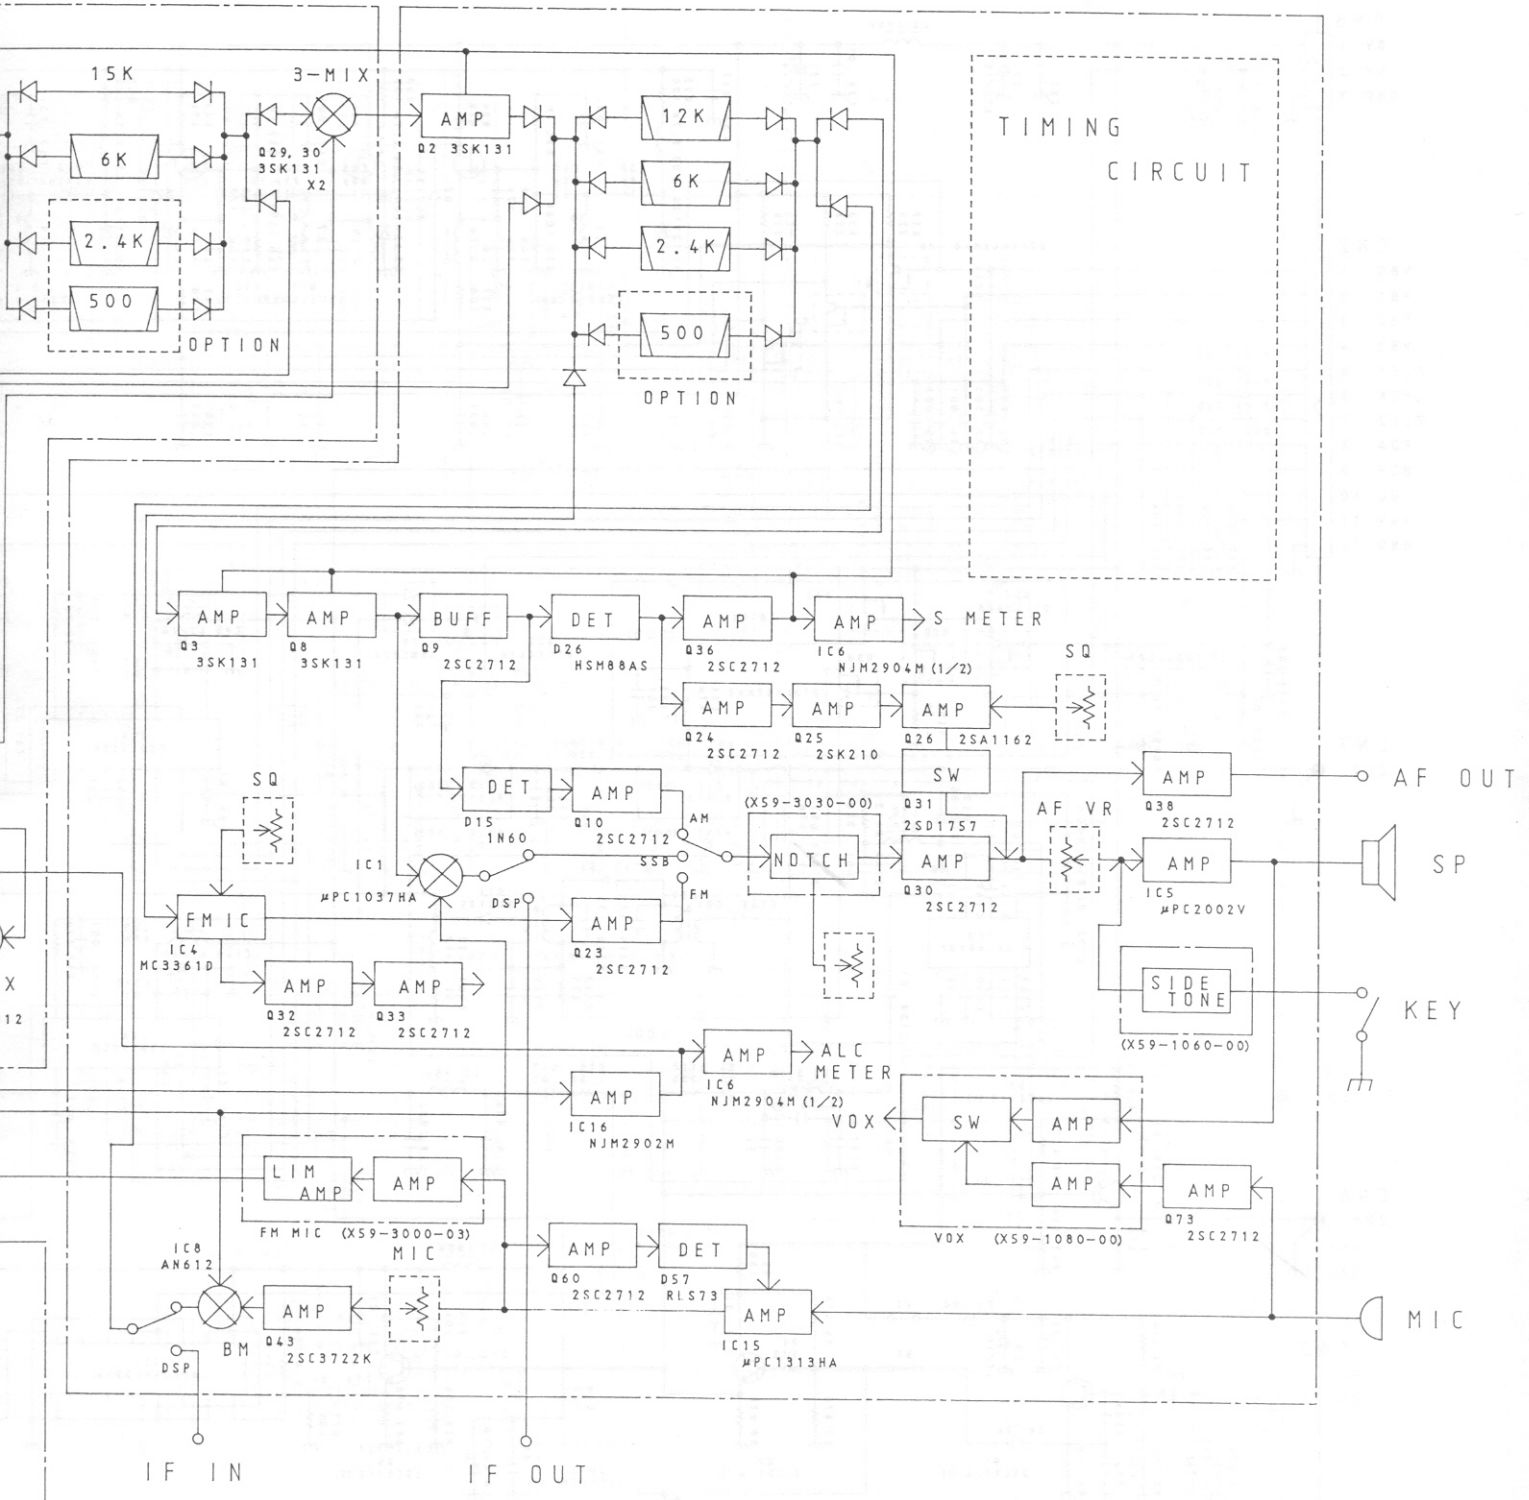 15K
6K
2.4K
500
OPTION
3-MIX
Q29, 30
3SK131
X2
AMP
Q2 3SK131
12K
6K
2.4K
500
OPTION
TIMING
CIRCUIT
AMP
Q3
3SK131
AMP
Q8
3SK131
BUFF
Q9
2SC2712
DET
D26
HSM88AS
AMP
Q36
2SC2712
AMP
IC6
NJM2904M (1/2)
S METER
AMP
Q24
2SC2712
AMP
Q25
2SK210
AMP
Q26
2SA1162
SQ
SW
Q31
2SD1757
SQ
DET
D15
1N60
AMP
Q10
2SC2712
AM
SSB
FM
(X59-3030-00)
NOTCH
AMP
Q30
2SC2712
AF VR
AMP
Q38
2SC2712
AF OUT
AMP
IC5
µPC2002V
SP
IC1
µPC1037HA
DSP
FM IC
IC4
MC3361D
AMP
Q23
2SC2712
AMP
Q32
2SC2712
AMP
Q33
2SC2712
SIDE
TONE
(X59-1060-00)
KEY
X
12
AMP
IC6
NJM2904M (1/2)
ALC
METER
AMP
IC16
NJM2902M
VOX
SW
AMP
AMP
VOX (X59-1080-00)
AMP
Q73
2SC2712
LIM
AMP
AMP
FM MIC (X59-3000-03)
MIC
AMP
Q60
2SC2712
DET
D57
RLS73
AMP
IC15
µPC1313HA
MIC
IC8
AN612
BM
AMP
Q43
2SC3722K
DSP
IF IN
IF OUT